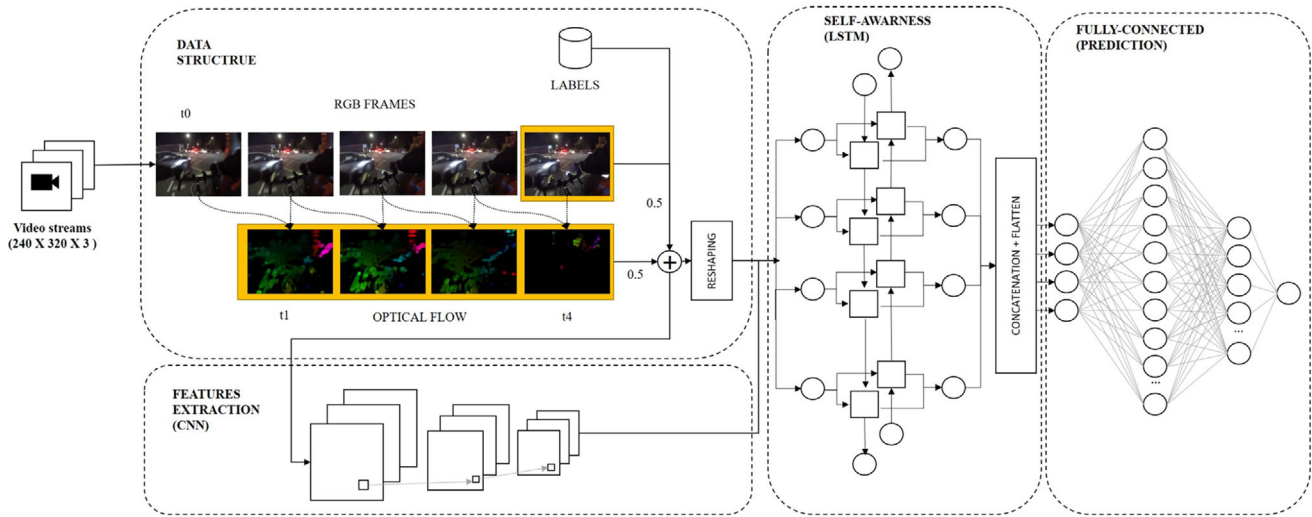 DATA
STRUCTRUE
LABELS
t0
RGB FRAMES
Video streams
(240 X 320 X 3 )
0.5
0.5
+
RESHAPING
t1
OPTICAL FLOW
t4
FEATURES
EXTRACTION
(CNN)
SELF-AWARNESS
(LSTM)
CONCATENATION + FLATTEN
FULLY-CONNECTED
(PREDICTION)
...
...